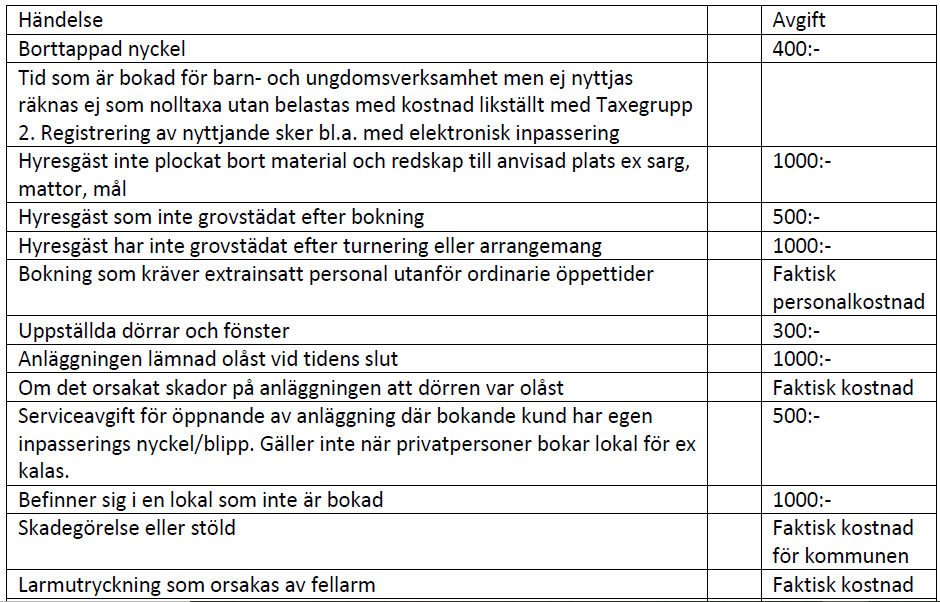 Händelse Avgift
Borttappad nyckel 400:-
Tid som är bokad för barn- och ungdomsverksamhet men ej nyttjas
räknas ej som nolltaxa utan belastas med kostnad likställt med Taxegrupp
2. Registrering av nyttjande sker bl.a. med elektronisk inpassering
Hyresgäst inte plockat bort material och redskap till anvisad plats ex sarg, 1000:-
mattor, mål
Hyresgäst som inte grovstädat efter bokning 500:-
Hyresgäst har inte grovstädat efter turnering eller arrangemang 1000:-
Bokning som kräver extrainsatt personal utanför ordinarie öppettider Faktisk
personalkostnad
Uppställda dörrar och fönster 300:-
Anläggningen lämnad olåst vid tidens slut 1000:-
Om det orsakat skador på anläggningen att dörren var olåst Faktisk kostnad
Serviceavgift för öppnande av anläggning där bokande kund har egen 500:-
inpasserings nyckel/blipp. Gäller inte när privatpersoner bokar lokal för ex
kalas.
Befinner sig i en lokal som inte är bokad 1000:-
Skadegörelse eller stöld Faktisk kostnad
för kommunen
Larmutryckning som orsakas av fellarm Faktisk kostnad